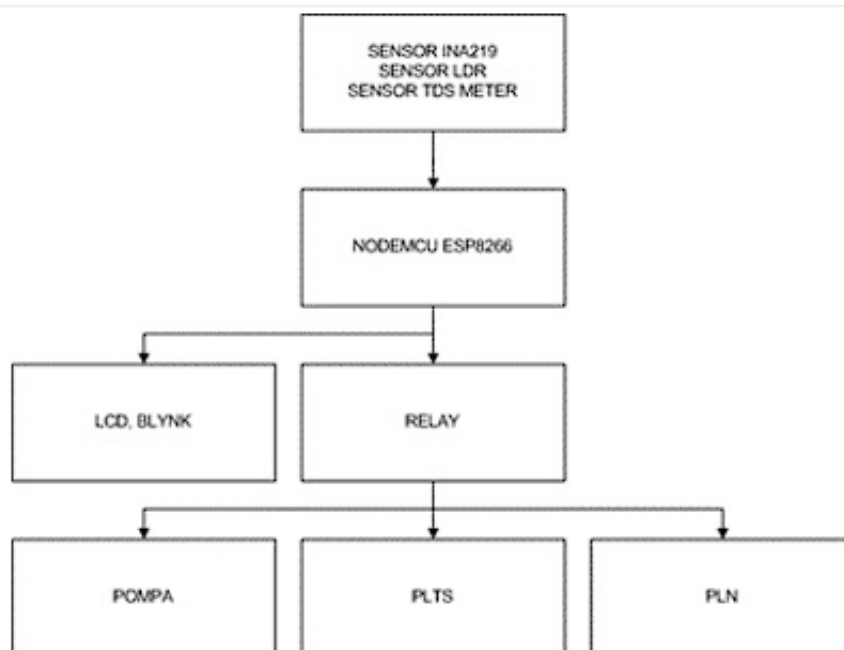 SENSOR INA219
SENSOR LDR
SENSOR TDS METER
NODEMCU ESP8266
LCD, BLYNK
RELAY
POMPA
PLTS
PLN